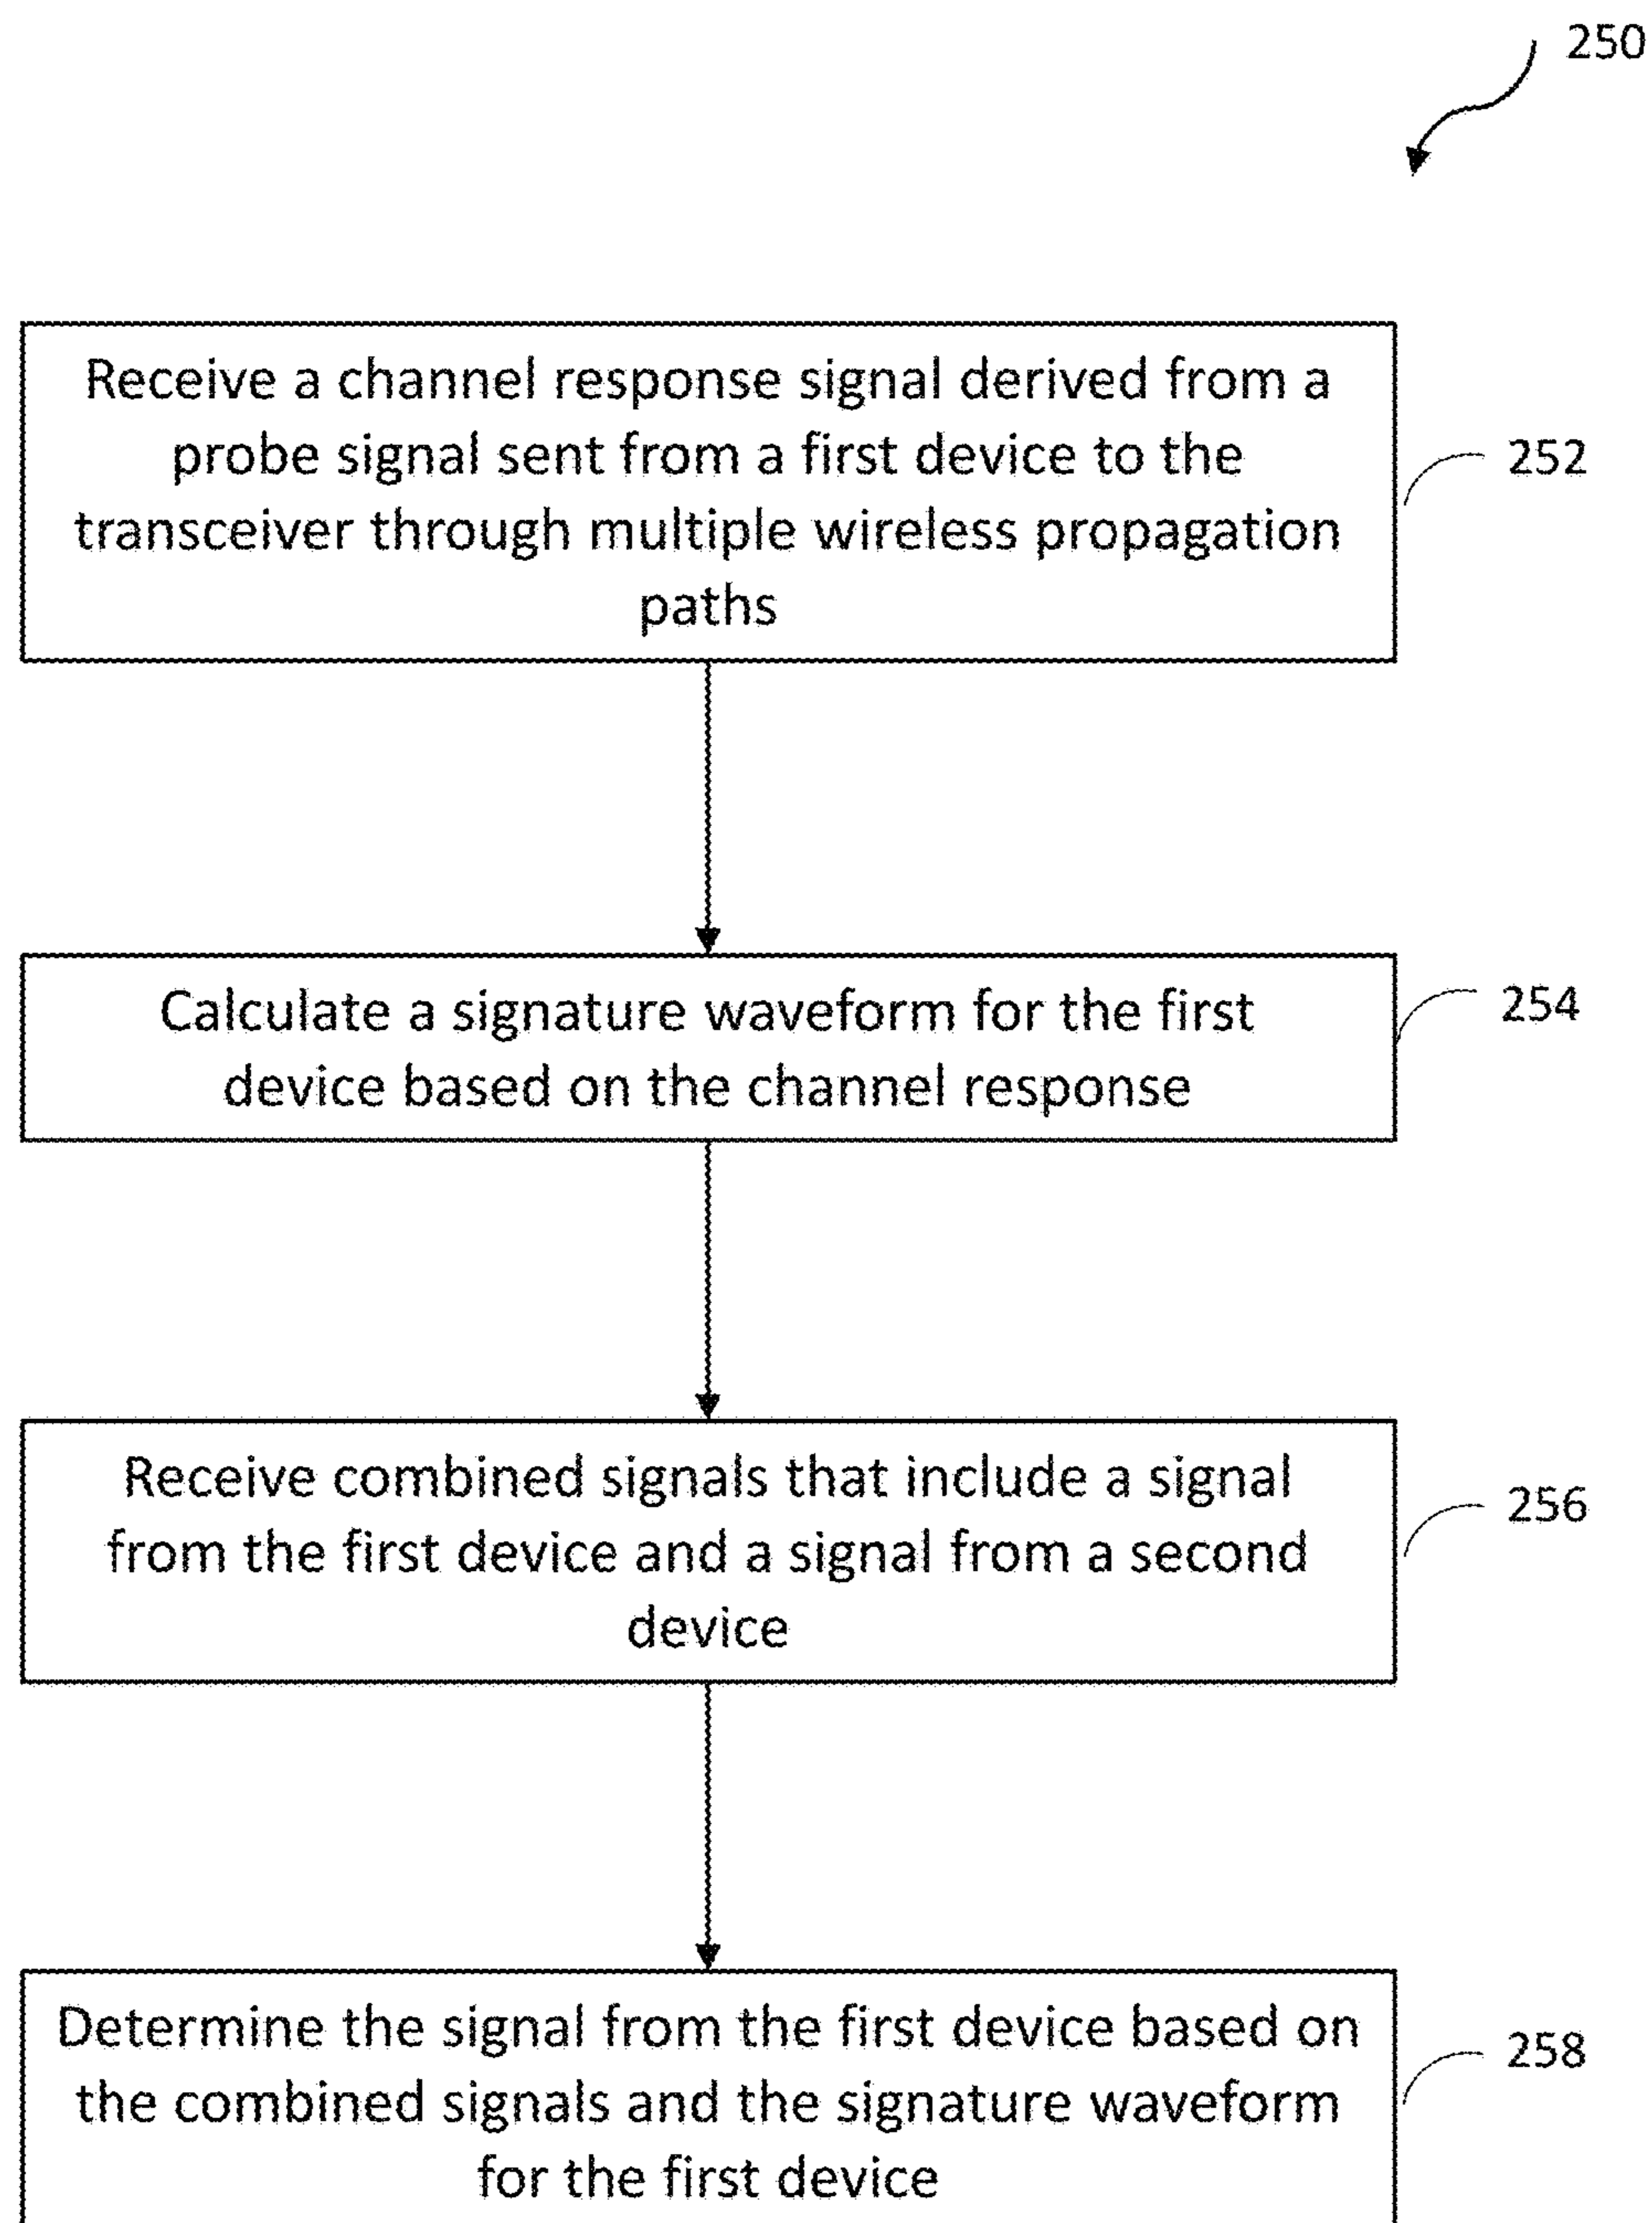 250
Receive a channel response signal derived from a
probe signal sent from a first device to the
transceiver through multiple wireless propagation
paths
252
Calculate a signature waveform for the first
device based on the channel response
254
Receive combined signals that include a signal
from the first device and a signal from a second
device
256
Determine the signal from the first device based on
the combined signals and the signature waveform
for the first device
258